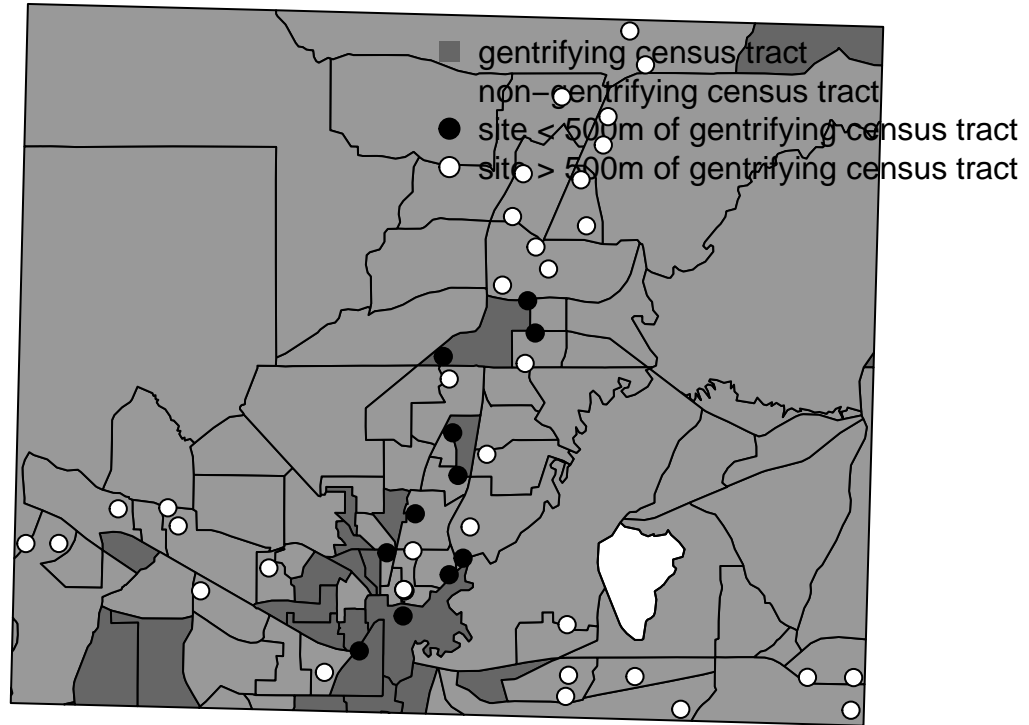 gentrifying census tract
non−gentrifying census tract
site < 500m of gentrifying census tract
site > 500m of gentrifying census tract